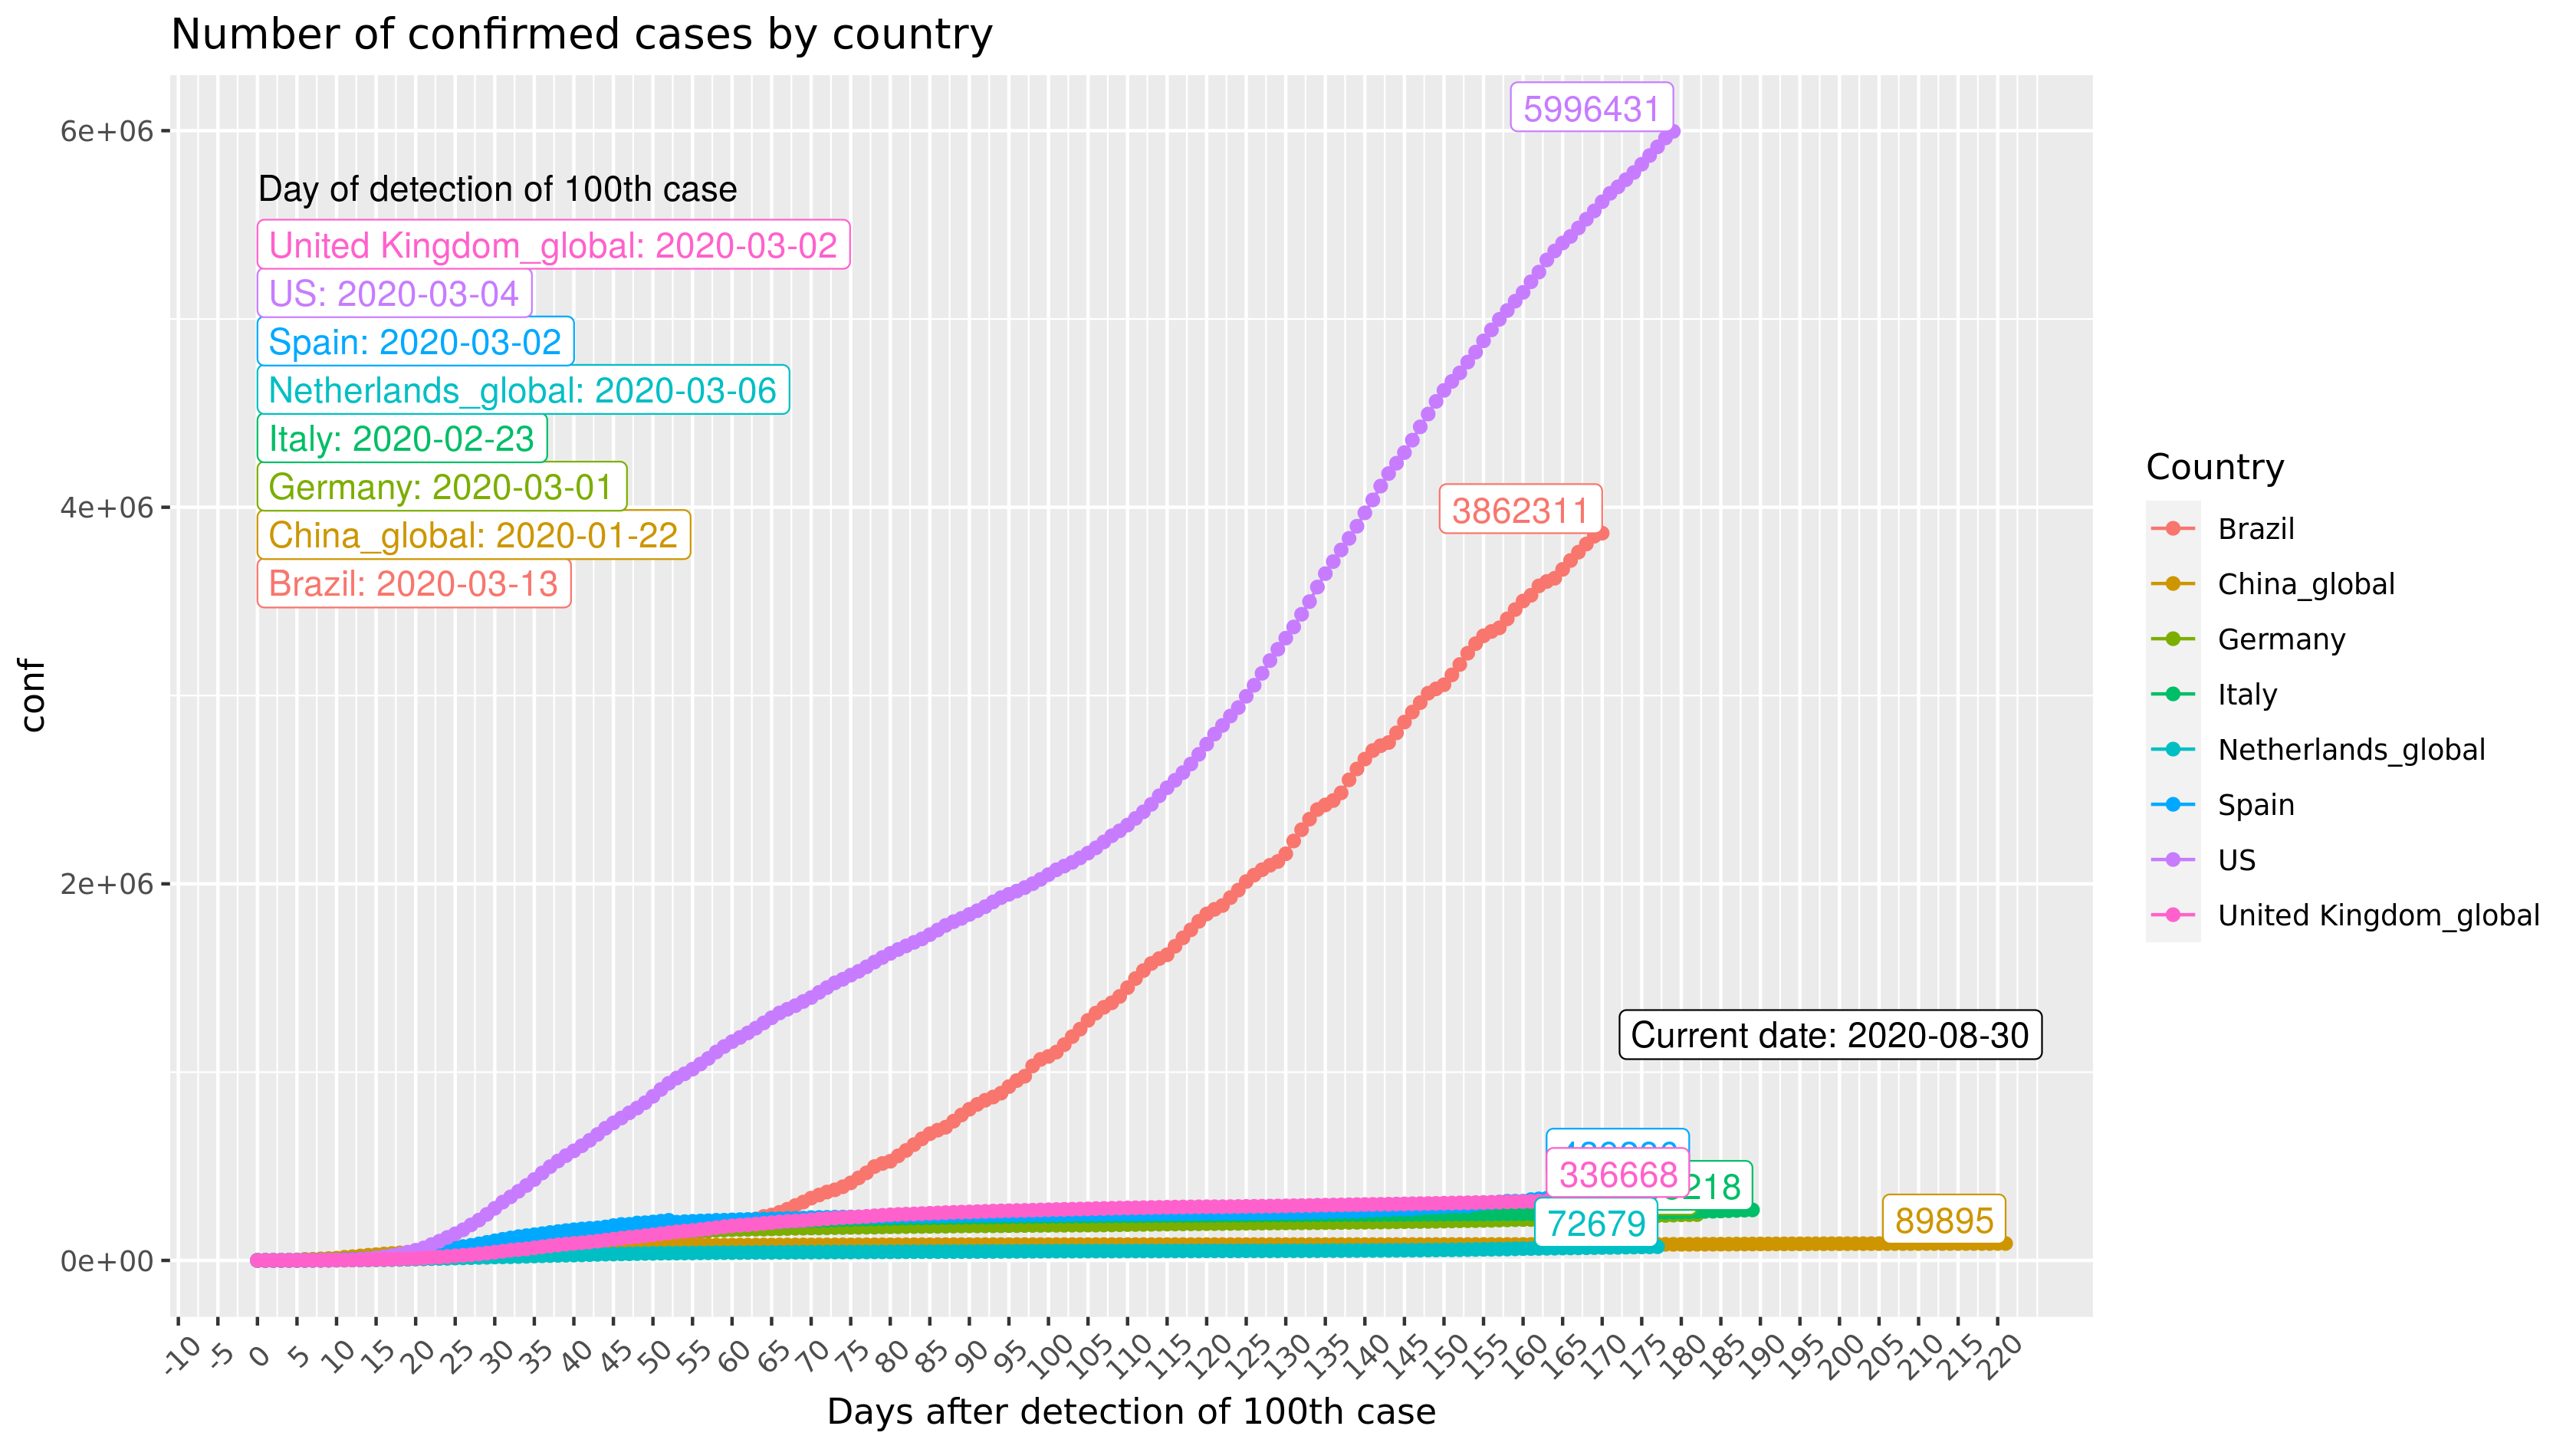 Number of confirmed cases by country
5996431
6e+06
Day of detection of 100th case
United Kingdom_global: 2020-03-02
US: 2020-03-04
Spain: 2020-03-02
Netherlands_global: 2020-03-06
Italy: 2020-02-23
Germany: 2020-03-01
China_global: 2020-01-22
Brazil: 2020-03-13
3862311
4e+06
conf
2e+06
Current date: 2020-08-30
336668
218
72679
89895
0e+00
-10 -5 0 5 10 15 20 25 30 35 40 45 50 55 60 65 70 75 80 85 90 95 100 105 110 115 120 125 130 135 140 145 150 155 160 165 170 175 180 185 190 195 200 205 210 215 220
Days after detection of 100th case
Country
Brazil
China_global
Germany
Italy
Netherlands_global
Spain
US
United Kingdom_global